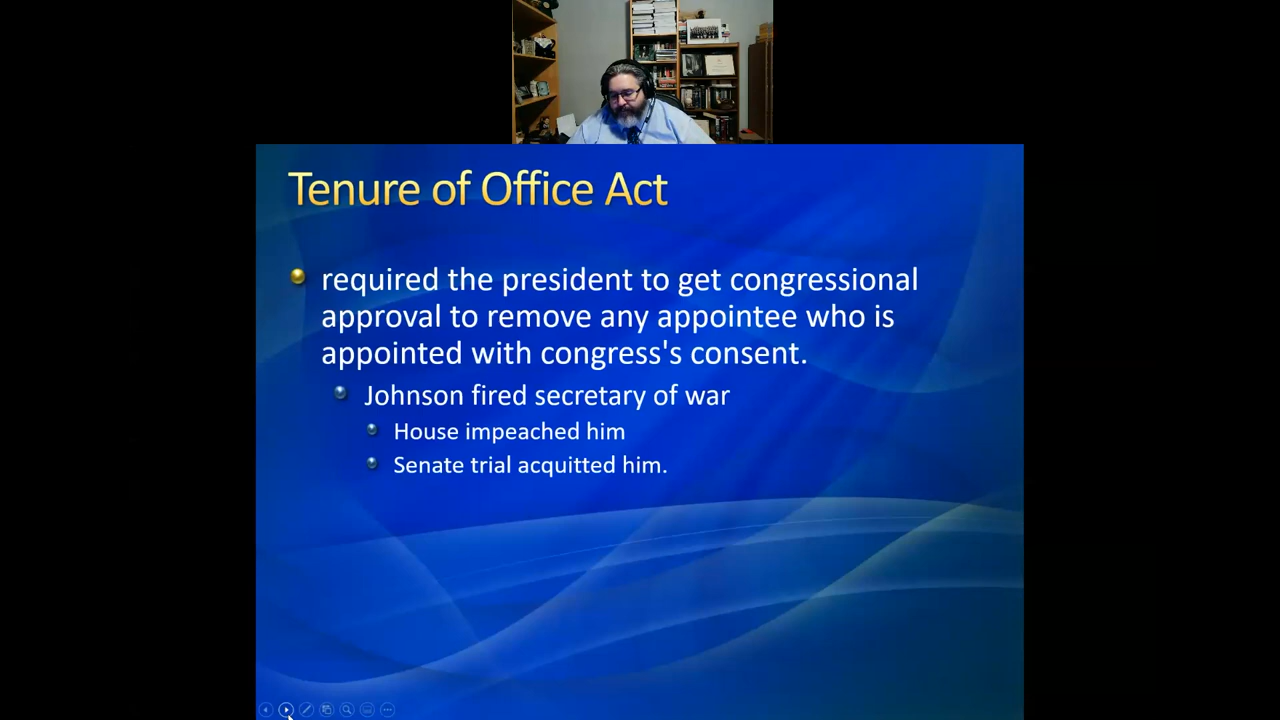 Tenure of Office Act
required the president to get congressional
approval to remove any appointee who is
appointed with congress's consent.
Johnson fired secretary of war
House impeached him
Senate trial acquitted him.